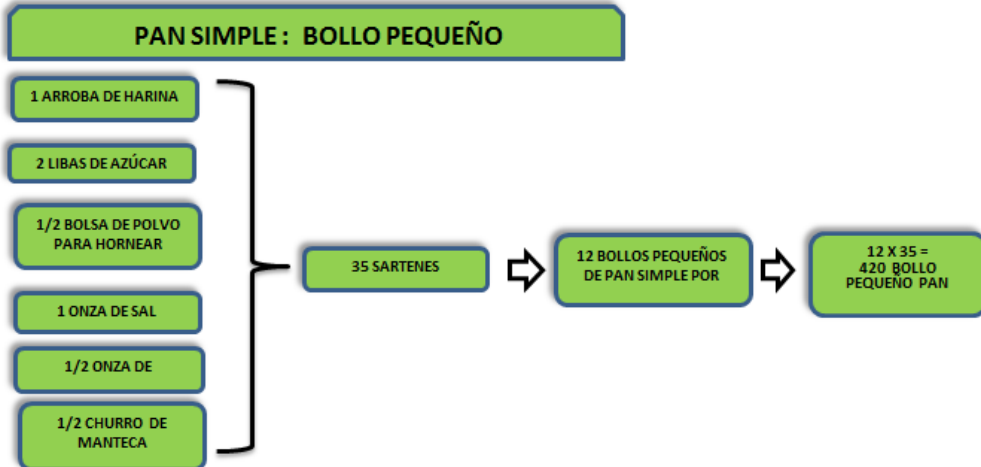 PAN SIMPLE : BOLLO PEQUEÑO
1 ARROBA DE HARINA
2 LIBAS DE AZÚCAR
1/2 BOLSA DE POLVO
PARA HORNEAR
1 ONZA DE SAL
1/2 ONZA DE
1/2 CHURRO DE
MANTECA
35 SARTENES
12 BOLLOS PEQUEÑOS
DE PAN SIMPLE POR
12 X 35 =
420 BOLLO
PEQUEÑO PAN